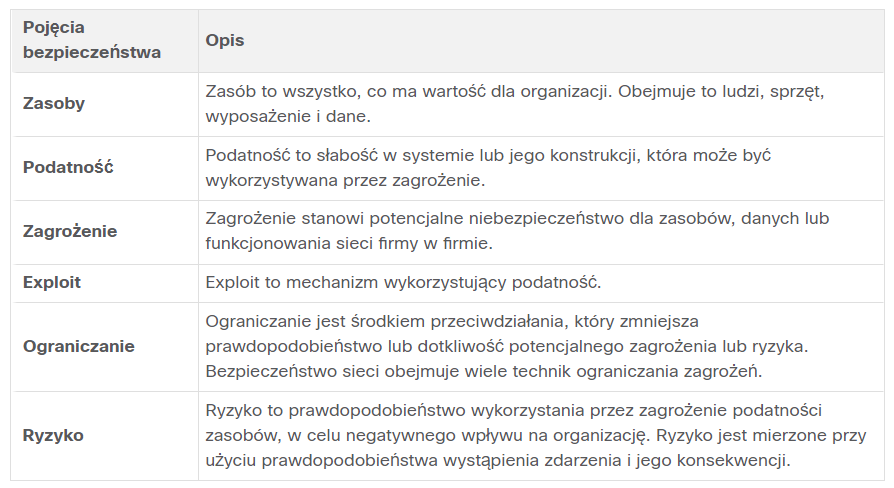 Pojęcia
bezpieczeństwa
Opis
Zasoby
Zasób to wszystko, co ma wartość dla organizacji. Obejmuje to ludzi, sprzęt,
wyposażenie i dane.
Podatność
Podatność to słabość w systemie lub jego konstrukcji, która może być
wykorzystywana przez zagrożenie.
Zagrożenie
Zagrożenie stanowi potencjalne niebezpieczeństwo dla zasobów, danych lub
funkcjonowania sieci firmy w firmie.
Exploit
Exploit to mechanizm wykorzystujący podatność.
Ograniczanie
Ograniczanie jest środkiem przeciwdziałania, który zmniejsza
prawdopodobieństwo lub dotkliwość potencjalnego zagrożenia lub ryzyka.
Bezpieczeństwo sieci obejmuje wiele technik ograniczania zagrożeń.
Ryzyko
Ryzyko to prawdopodobieństwo wykorzystania przez zagrożenie podatności
zasobów, w celu negatywnego wpływu na organizację. Ryzyko jest mierzone przy
użyciu prawdopodobieństwa wystąpienia zdarzenia i jego konsekwencji.